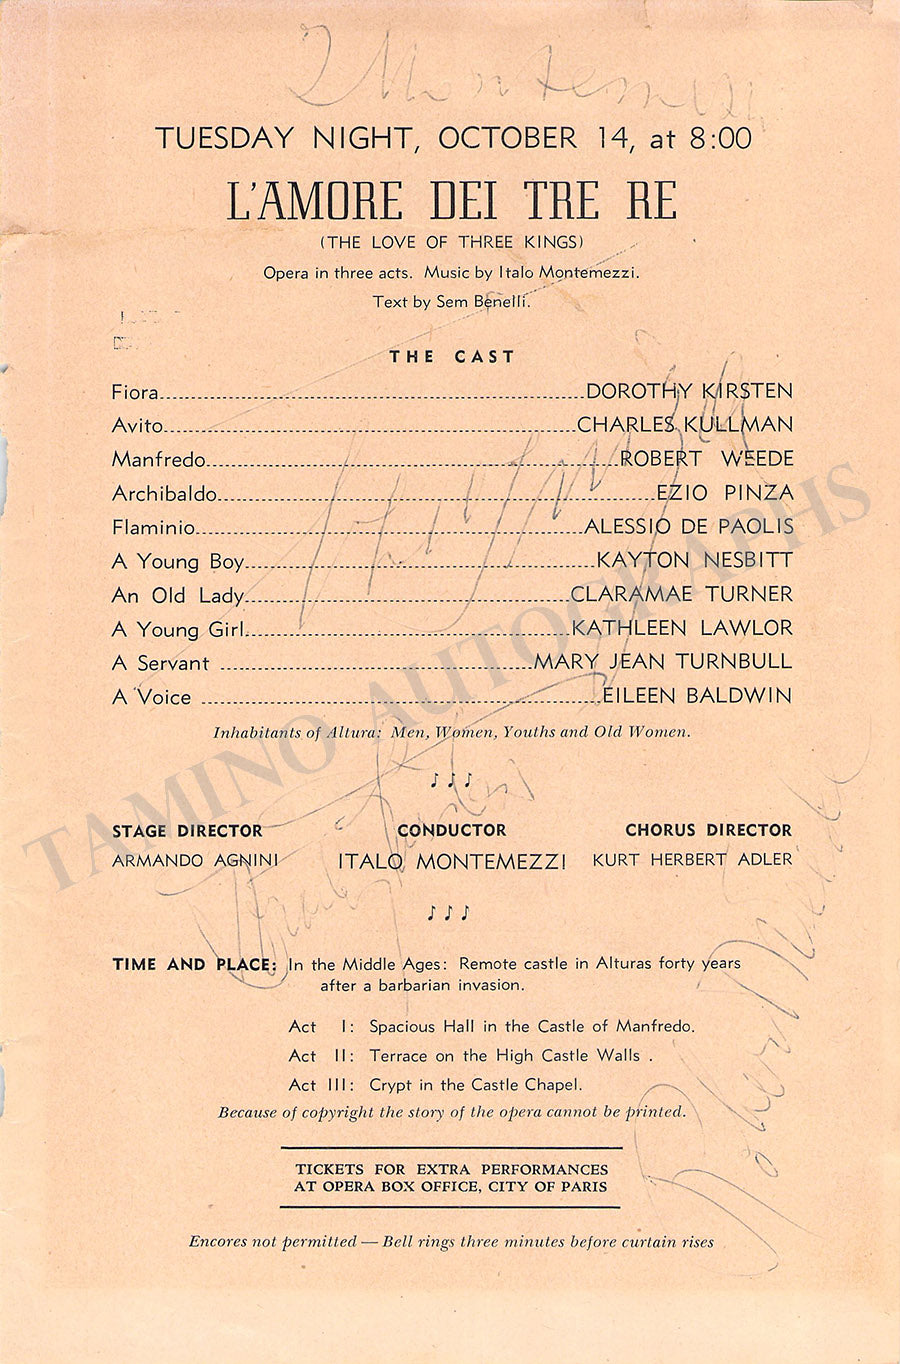 I Montemezzi
TUESDAY NIGHT, OCTOBER 14, at 8:00
L'AMORE DEI TRE RE
(THE LOVE OF THREE KINGS)
Opera in three acts. Music by Italo Montemezzi.
Text by Sem Benelli.
THE CAST
Fiora........DOROTHY KIRSTEN
Avito........CHARLES KULLMAN
Manfredo........ROBERT WEEDE
Archibaldo........EZIO PINZA
Flaminio........ALESSIO DE PAOLIS
A Young Boy........KAYTON NESBITT
An Old Lady........CLARAMAE TURNER
A Young Girl........KATHLEEN LAWLOR
A Servant ........MARY JEAN TURNBULL
A Voice ........EILEEN BALDWIN
Inhabitants of Altura: Men, Women, Youths and Old Women.
STAGE DIRECTOR CONDUCTOR CHORUS DIRECTOR
ARMANDO AGNINI ITALO MONTEMEZZI KURT HERBERT ADLER
TIME AND PLACE: In the Middle Ages: Remote castle in Alturas forty years
after a barbarian invasion.
Act I: Spacious Hall in the Castle of Manfredo.
Act II: Terrace on the High Castle Walls .
Act III: Crypt in the Castle Chapel.
Because of copyright the story of the opera cannot be printed.
TICKETS FOR EXTRA PERFORMANCES
AT OPERA BOX OFFICE, CITY OF PARIS
Encores not permitted — Bell rings three minutes before curtain rises
Robert Weede
TAMINO AUTOGRAPHS